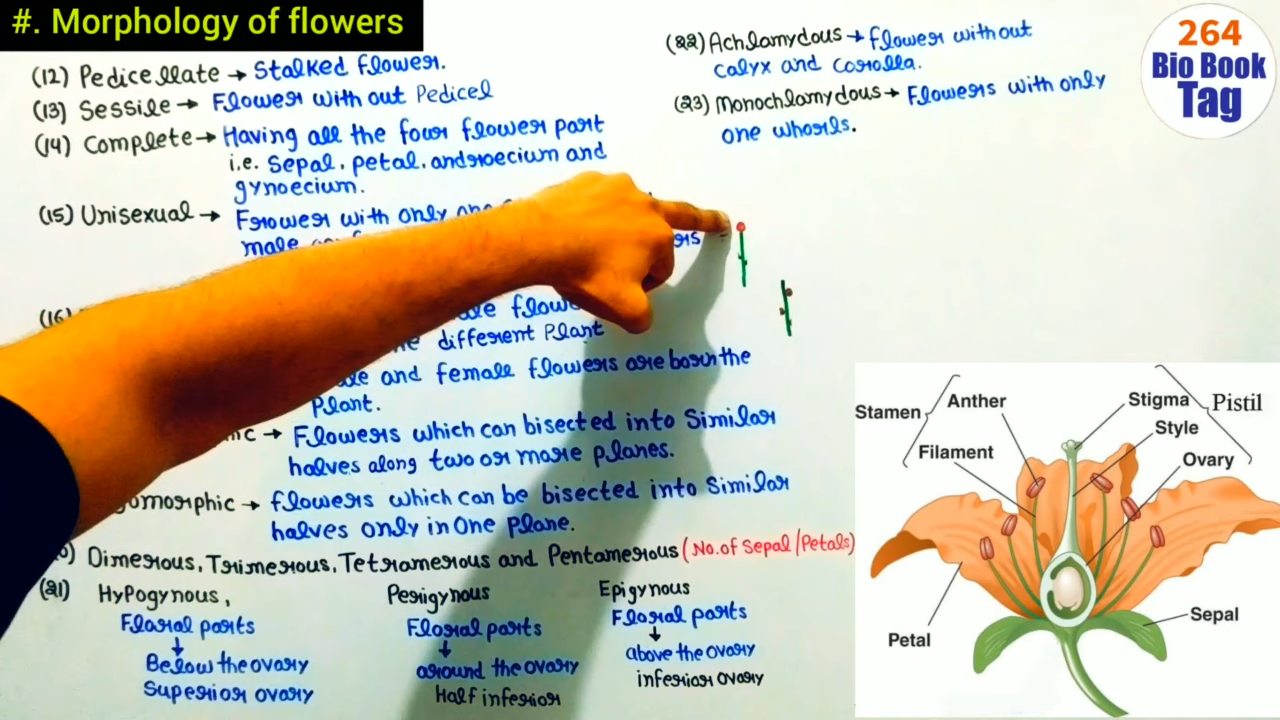 #. Morphology of flowers
(12) Pedicellate → Stalked flower.
(13) Sessile → Flower with out Pedicel
(14) Complete → Having all the four flower part
i.e. Sepal, petal, androecium and
gynoecium.
(15) Unisexual → Frower with only
male
ers
(16)
flow
different Plant
and female flowers are born the
Plant.
ic → Flowers which can bisected into Similar
halves along two or more planes.
omorphic → flowers which can be bisected into Similar
halves only in One plane.
) Dimerous, Trimerous, Tetramerous and Pentamerous (No. of Sepal/Petals)
(21) HyPogynous, Perigynous Epigynous
Floral parts Floral parts Floral parts
↓ ↓ ↓
Below the ovary around the ovary above the ovary
Superior ovary Half inferior inferior ovary
(22) Achlamydous → flower without
calyx and corolla.
(23) Monochlamydous → Flowers with only
one whorls.
264
Bio Book
Tag
Stamen
Anther
Filament
Stigma
Pistil
Style
Ovary
Petal
Sepal